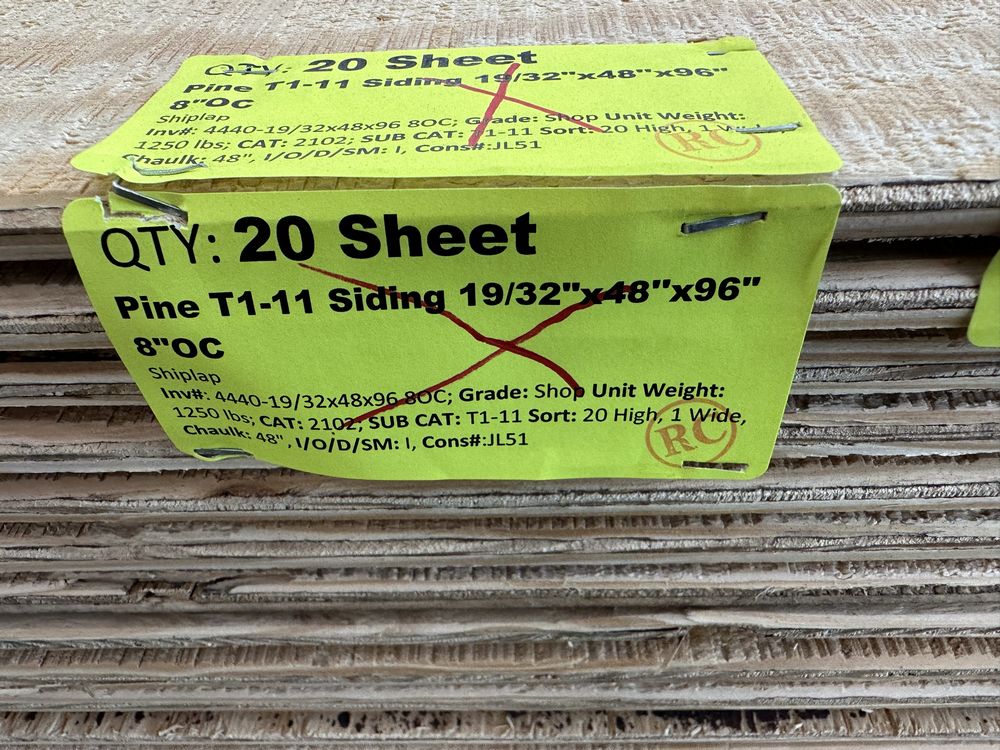 QTY: 20 Sheet
Pine T1-11 Siding 19/32"x48"x96"
8"OC
Shiplap
Inv#: 4440-19/32x48x96 8OC; Grade: Shop Unit Weight:
1250 lbs; CAT: 2102; SUB CAT: T1-11 Sort: 20 High, 1
Chaulk: 48", I/O/D/SM: I, Cons#:JL51
RC
QTY: 20 Sheet
Pine T1-11 Siding 19/32"x48"x96"
8"OC
Shiplap
Inv#: 4440-19/32x48x96 8OC; Grade: Shop Unit Weight:
1250 lbs; CAT: 2102; SUB CAT: T1-11 Sort: 20 High, 1 Wide,
Chaulk: 48", I/O/D/SM: I, Cons#:JL51
RC